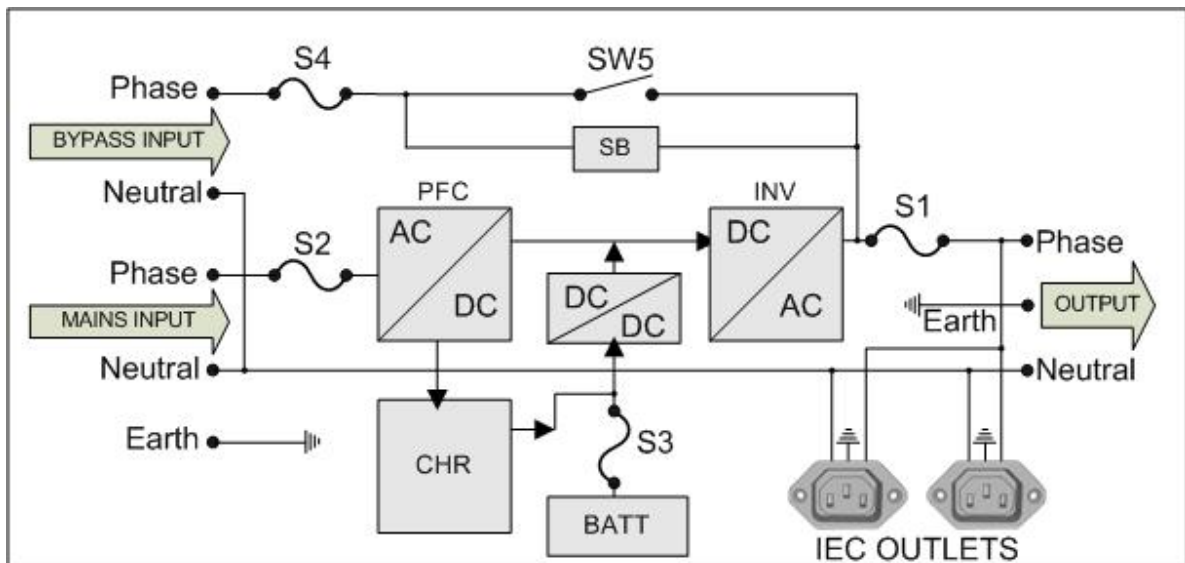 S4
SW5
Phase
BYPASS INPUT
SB
Neutral
PFC
INV
AC
DC
DC
AC
S1
S2
Phase
Phase
MAINS INPUT
DC
DC
Earth
OUTPUT
Neutral
Neutral
Earth
CHR
S3
BATT
IEC OUTLETS